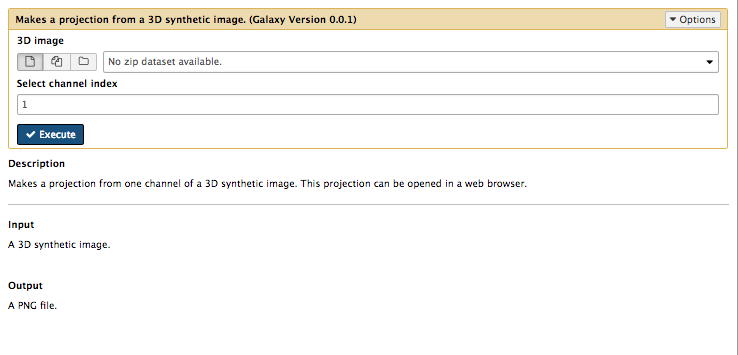 Makes a projection from a 3D synthetic image. (Galaxy Version 0.0.1)
Options
3D image
No zip dataset available.
Select channel index
1
Execute
Description
Makes a projection from one channel of a 3D synthetic image. This projection can be opened in a web browser.
Input
A 3D synthetic image.
Output
A PNG file.